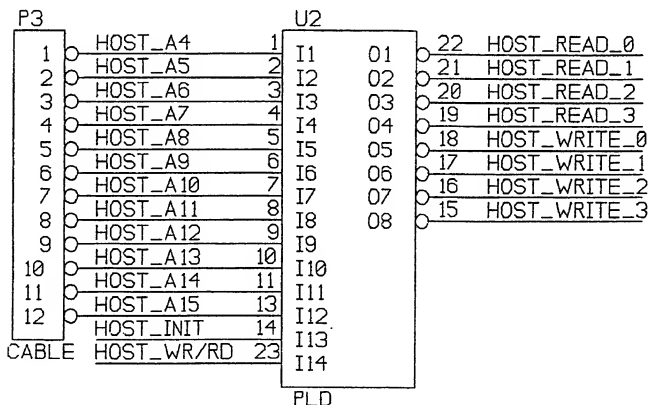 P3 U2
1 HOST_A4 1 I1 O1 22 HOST_READ_0
2 HOST_A5 2 I2 O2 21 HOST_READ_1
3 HOST_A6 3 I3 O3 20 HOST_READ_2
4 HOST_A7 4 I4 O4 19 HOST_READ_3
5 HOST_A8 5 I5 O5 18 HOST_WRITE_0
6 HOST_A9 6 I6 O6 17 HOST_WRITE_1
7 HOST_A10 7 I7 O7 16 HOST_WRITE_2
8 HOST_A11 8 I8 O8 15 HOST_WRITE_3
9 HOST_A12 9 I9
10 HOST_A13 10 I10
11 HOST_A14 11 I11
12 HOST_A15 13 I12
HOST_INIT 14 I13
CABLE HOST_WR/RD 23 I14
PLD